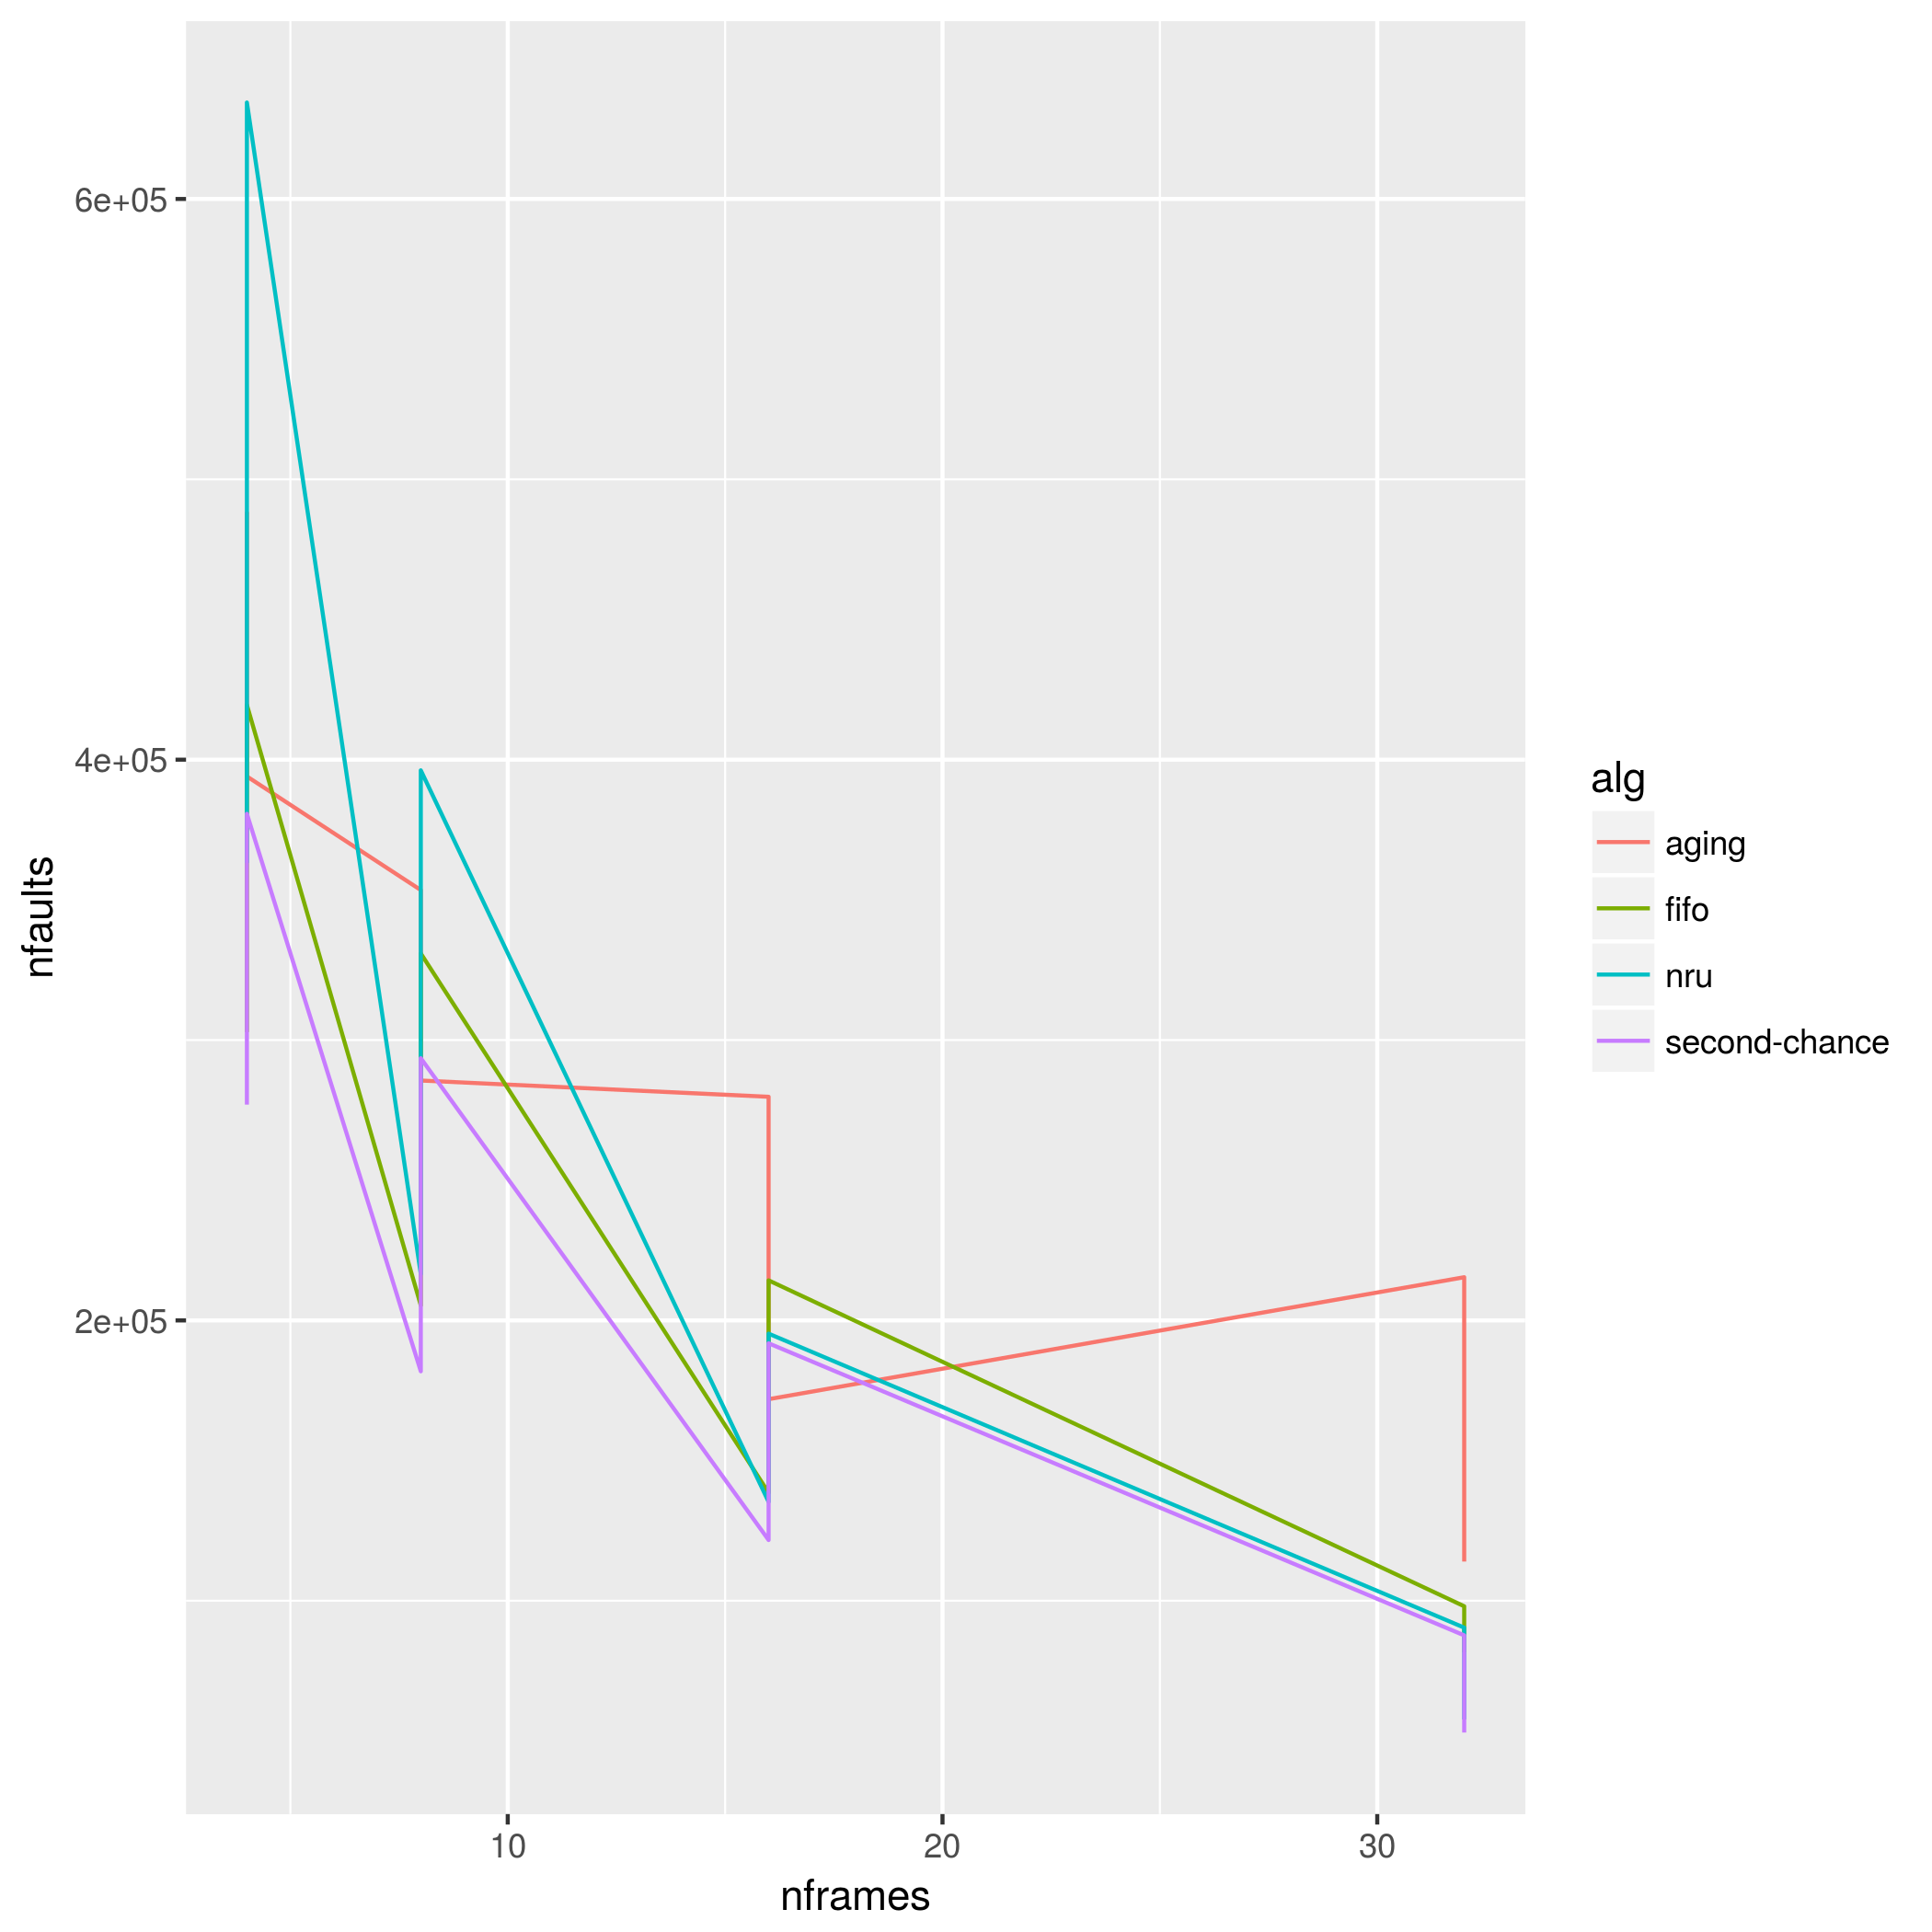 6e+05
4e+05
2e+05
nfaults
10
20
30
nframes
alg
aging
fifo
nru
second-chance